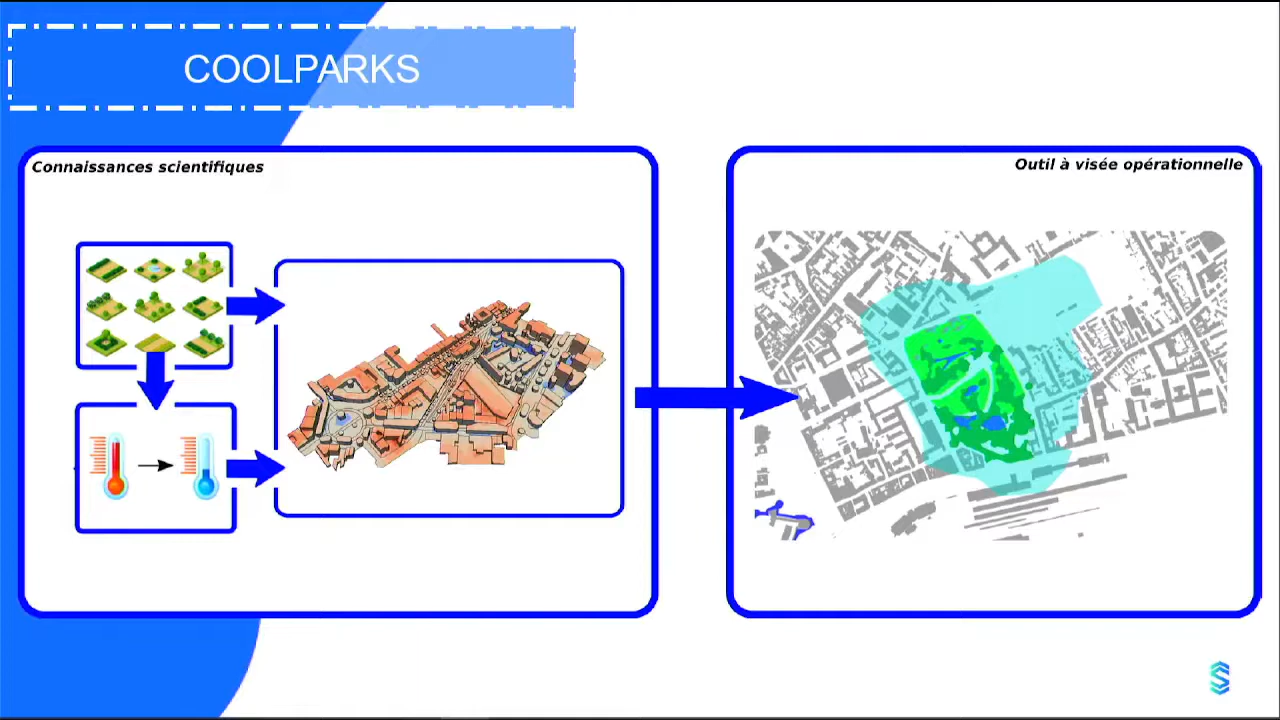 COOLPARKS
Connaissances scientifiques
Outil à visée opérationnelle